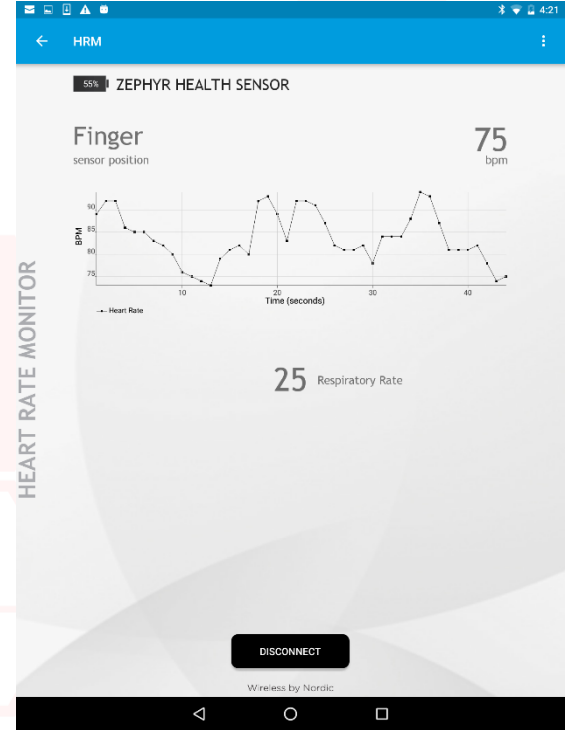 4:21
HRM
55% ZEPHYR HEALTH SENSOR
Finger
sensor position
75
bpm
90
85
80
75
BPM
10 20 30 40
Time (seconds)
Heart Rate
25 Respiratory Rate
HEART RATE MONITOR
DISCONNECT
Wireless by Nordic